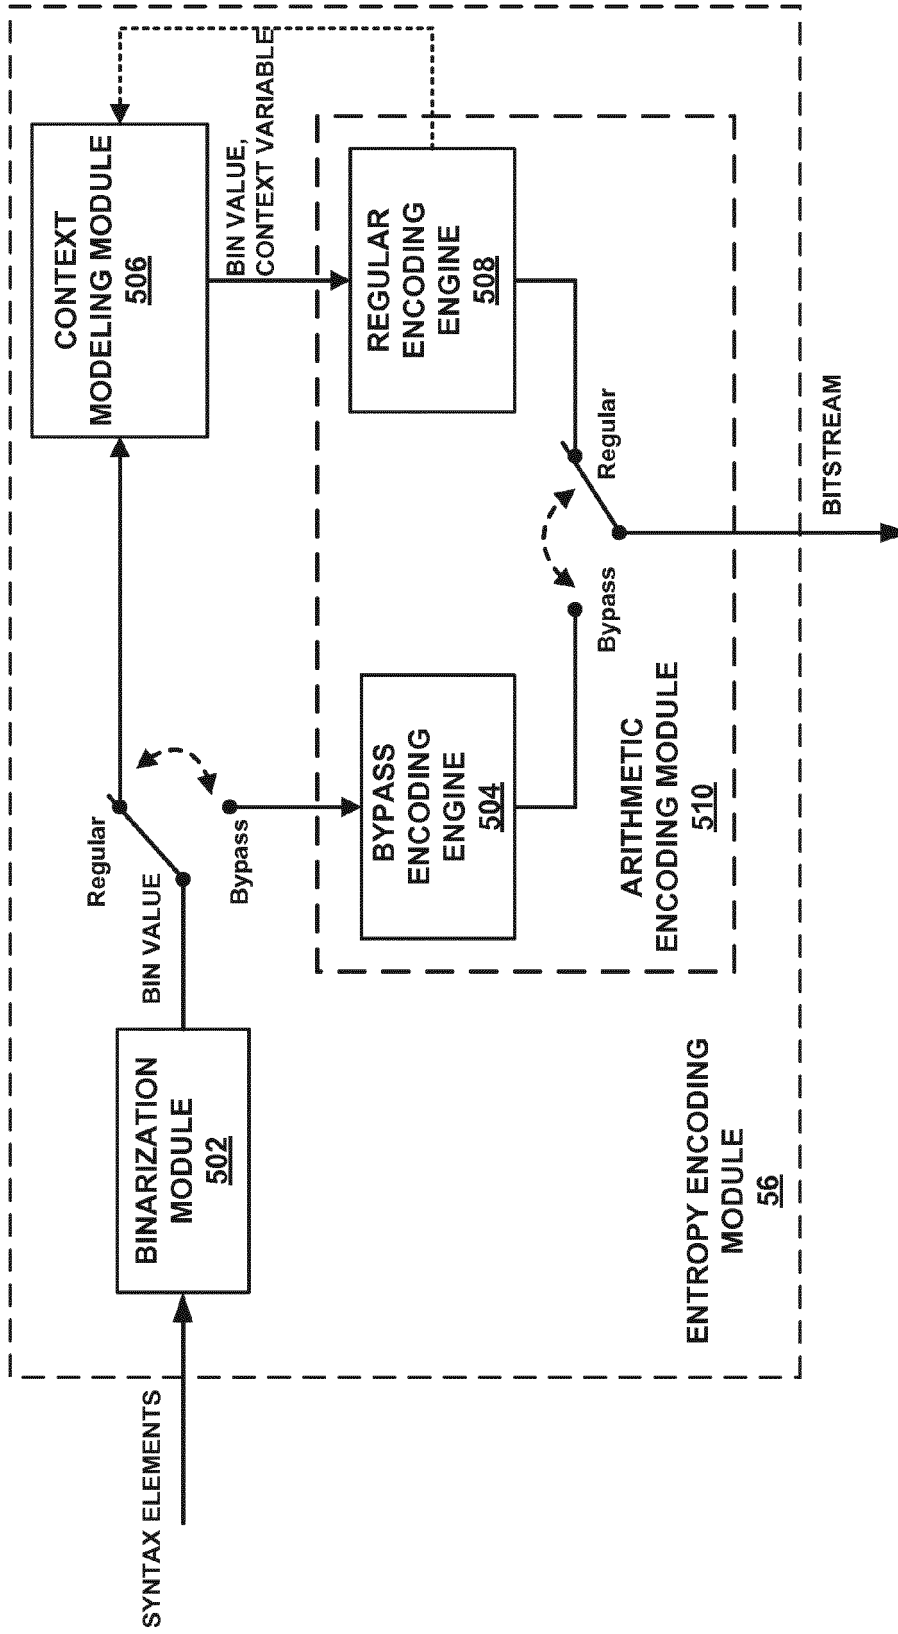 SYNTAX ELEMENTS
BINARIZATION
MODULE
502
BIN VALUE
Regular
Bypass
CONTEXT
MODELING MODULE
506
BIN VALUE,
CONTEXT VARIABLE
BYPASS
ENCODING
ENGINE
504
REGULAR
ENCODING
ENGINE
508
Bypass
Regular
ARITHMETIC
ENCODING MODULE
510
ENTROPY ENCODING
MODULE
56
BITSTREAM